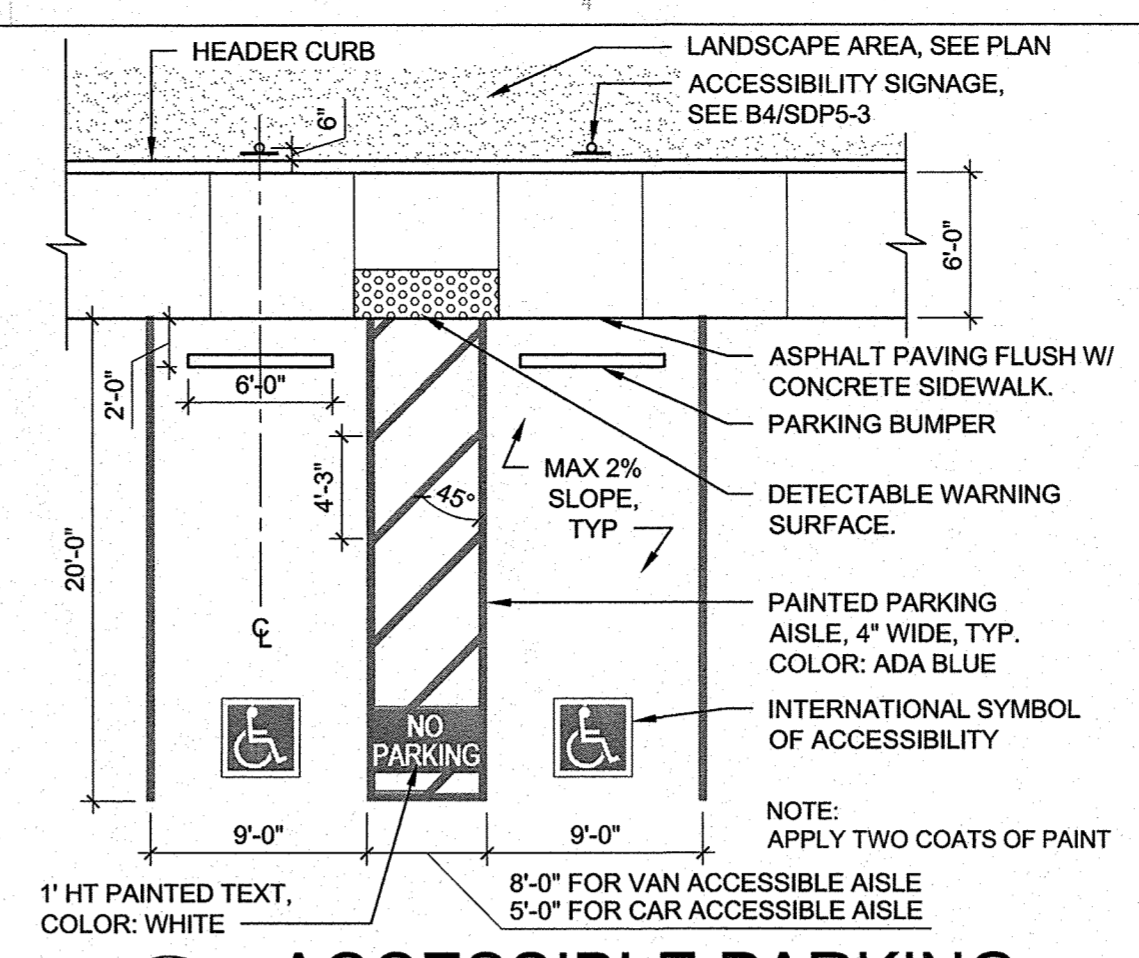 4
HEADER CURB
LANDSCAPE AREA, SEE PLAN
ACCESSIBILITY SIGNAGE,
SEE B4/SDP5-3
6"
6'-0"
2'-0"
6'-0"
ASPHALT PAVING FLUSH W/
CONCRETE SIDEWALK.
PARKING BUMPER
4'-3"
45°
MAX 2%
SLOPE,
TYP
DETECTABLE WARNING
SURFACE.
20'-0"
PAINTED PARKING
AISLE, 4" WIDE, TYP.
COLOR: ADA BLUE
CL
INTERNATIONAL SYMBOL
OF ACCESSIBILITY
NO
PARKING
NOTE:
APPLY TWO COATS OF PAINT
9'-0"
9'-0"
1' HT PAINTED TEXT,
COLOR: WHITE
8'-0" FOR VAN ACCESSIBLE AISLE
5'-0" FOR CAR ACCESSIBLE AISLE
ACCESSIBLE PARKING